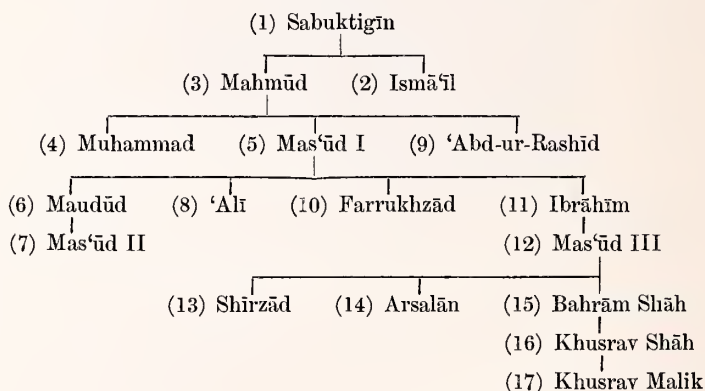 (1) Sabuktigīn
(3) Mahmūd (2) Ismā‘īl
(4) Muhammad (5) Mas‘ūd I (9) ‘Abd-ur-Rashīd
(6) Maudūd (8) ‘Alī (10) Farrukhzād (11) Ibrāhīm
(7) Mas‘ūd II (12) Mas‘ūd III
(13) Shīrzād (14) Arsalān (15) Bahrām Shāh
(16) Khusrav Shāh
(17) Khusrav Malik